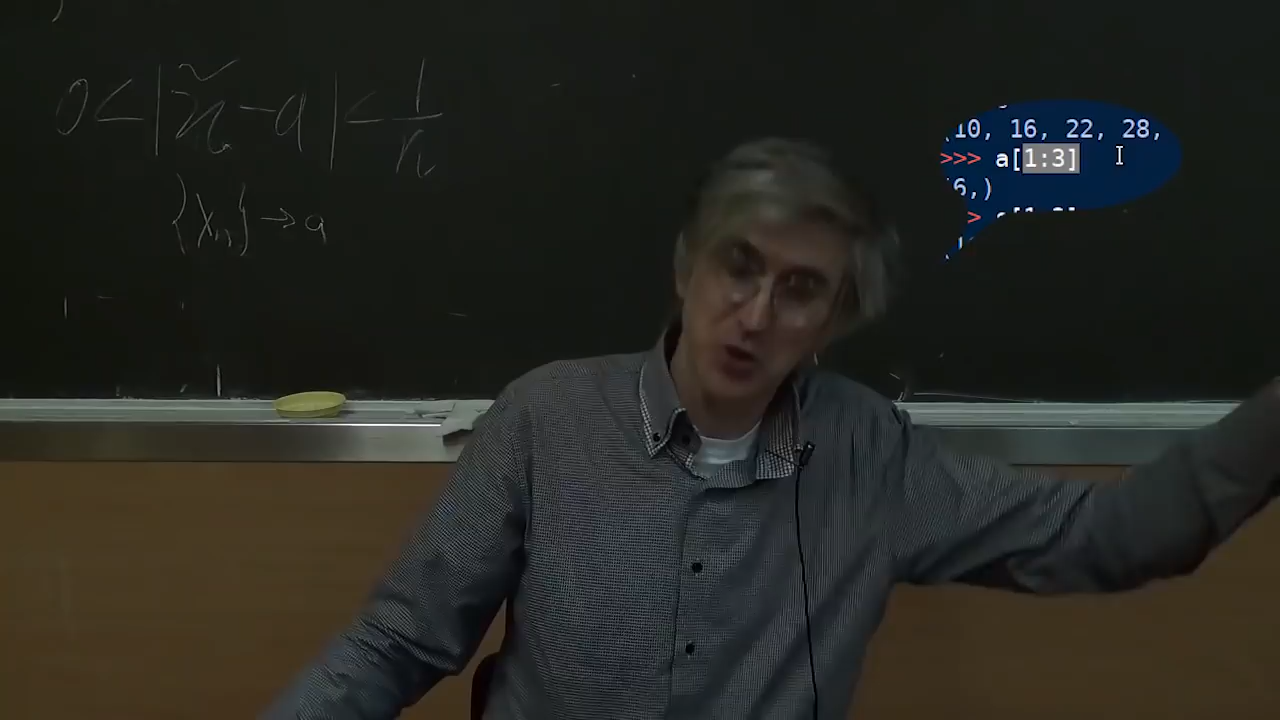 0 < |x̌ₙ - a| < 1/n
{xₙ} → a
(10, 16, 22, 28,
>>> a[1:3]
6,)
>